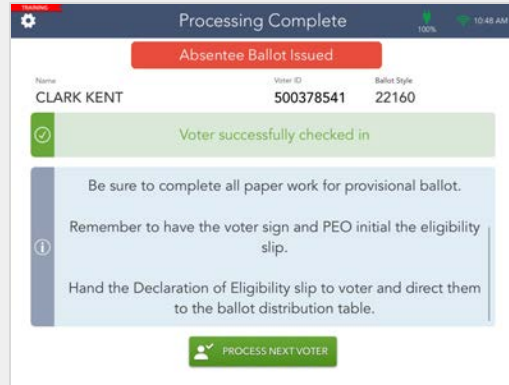 TRAINING
Processing Complete
100%
10:48 AM
Absentee Ballot Issued
Name
Voter ID
Ballot Style
CLARK KENT
500378541
22160
Voter successfully checked in
Be sure to complete all paper work for provisional ballot.
Remember to have the voter sign and PEO initial the eligibility
slip.
Hand the Declaration of Eligibility slip to voter and direct them
to the ballot distribution table.
PROCESS NEXT VOTER